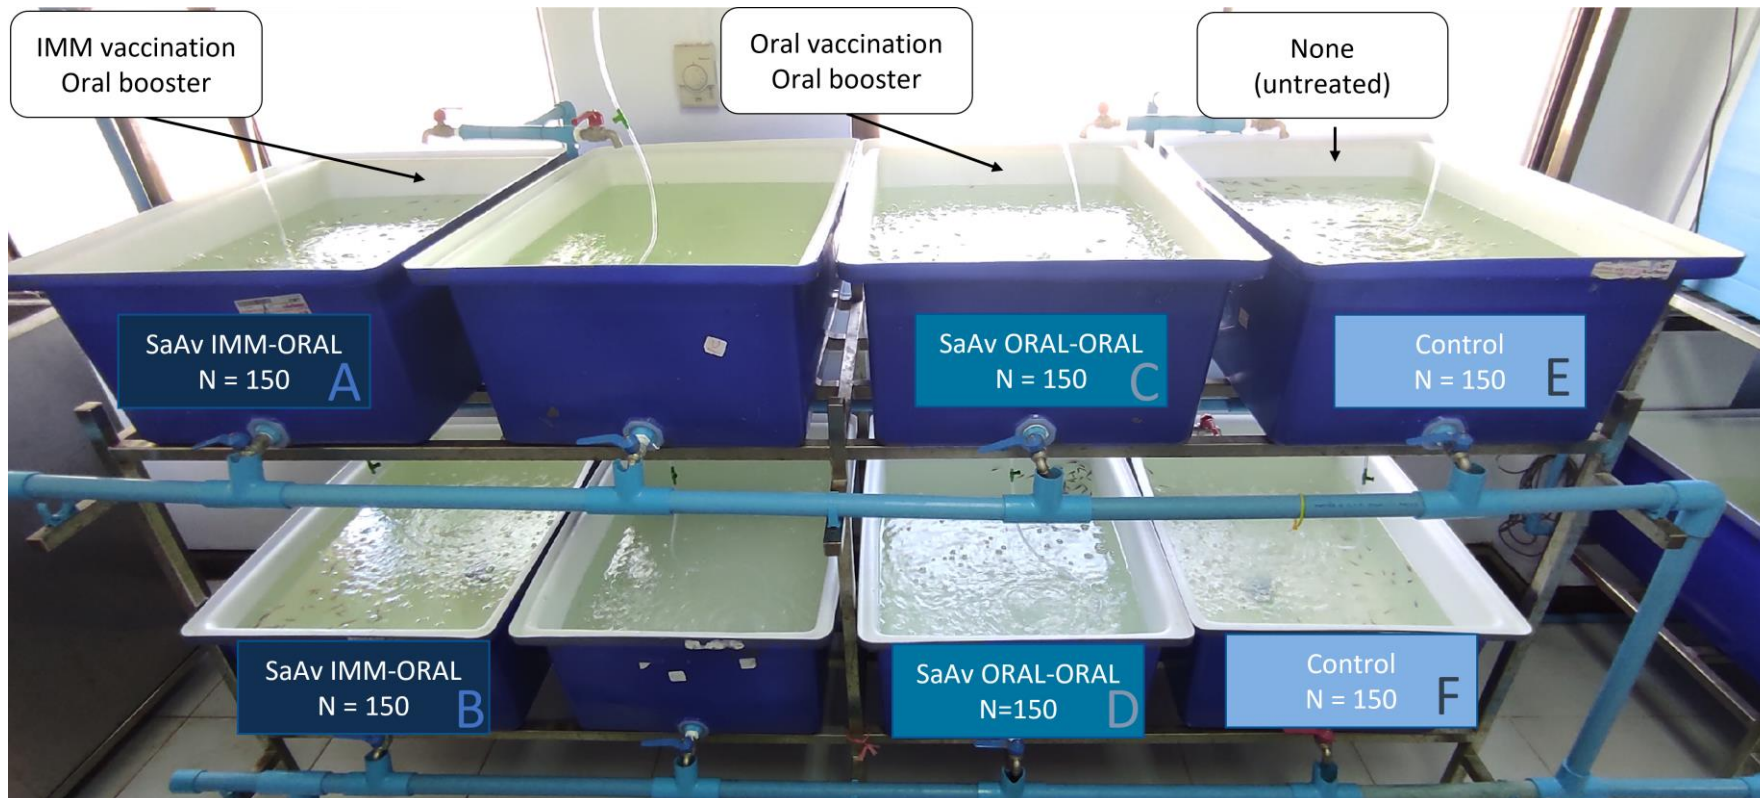 IMM vaccination
Oral booster
Oral vaccination
Oral booster
None
(untreated)
SaAv IMM-ORAL
N = 150
A
SaAv ORAL-ORAL
N = 150
C
Control
N = 150
E
SaAv IMM-ORAL
N = 150
B
SaAv ORAL-ORAL
N=150
D
Control
N = 150
F